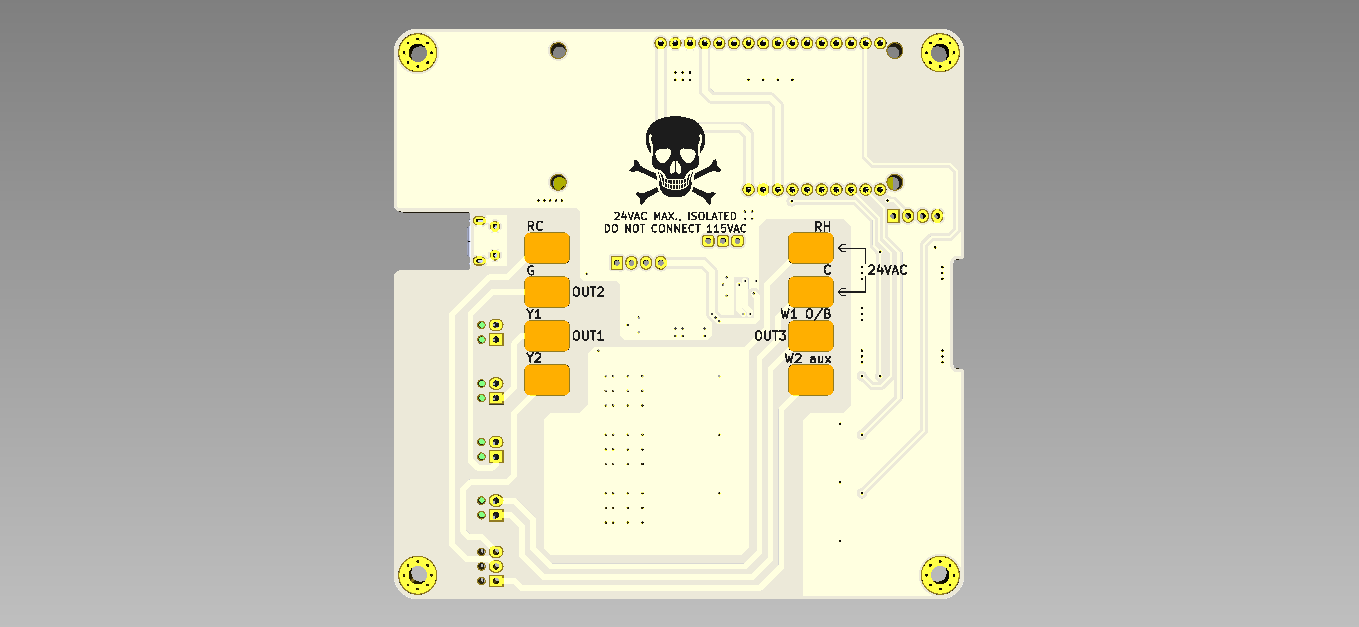 24VAC MAX., ISOLATED
DO NOT CONNECT 115VAC
RC
RH
G
C
24VAC
OUT2
Y1
W1 O/B
OUT1
OUT3
Y2
W2 aux